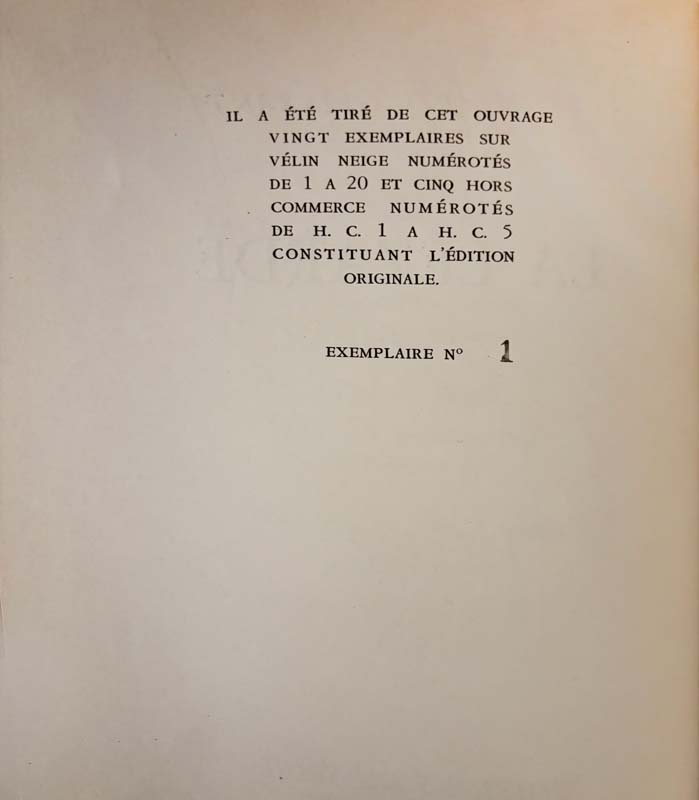 IL A ÉTÉ TIRÉ DE CET OUVRAGE
VINGT EXEMPLAIRES SUR
VÉLIN NEIGE NUMÉROTÉS
DE 1 A 20 ET CINQ HORS
COMMERCE NUMÉROTÉS
DE H. C. 1 A H. C. 5
CONSTITUANT L'ÉDITION
ORIGINALE.
EXEMPLAIRE Nº 1